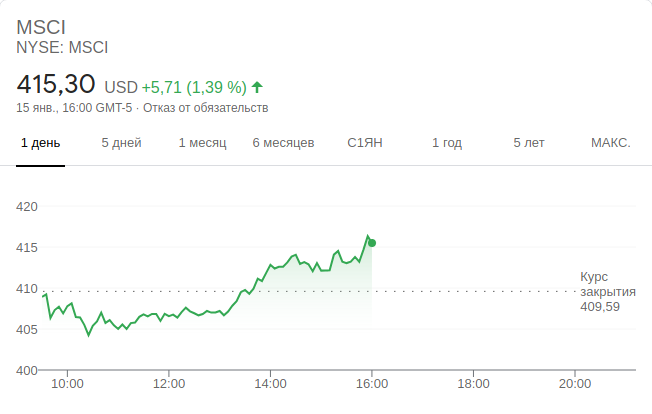 MSCI
NYSE: MSCI
415,30 USD +5,71 (1,39 %)
15 янв., 16:00 GMT-5 · Отказ от обязательств
1 день 5 дней 1 месяц 6 месяцев С1ЯН 1 год 5 лет МАКС.
420
415
410
405
400
Курс
закрытия
409,59
10:00 12:00 14:00 16:00 18:00 20:00